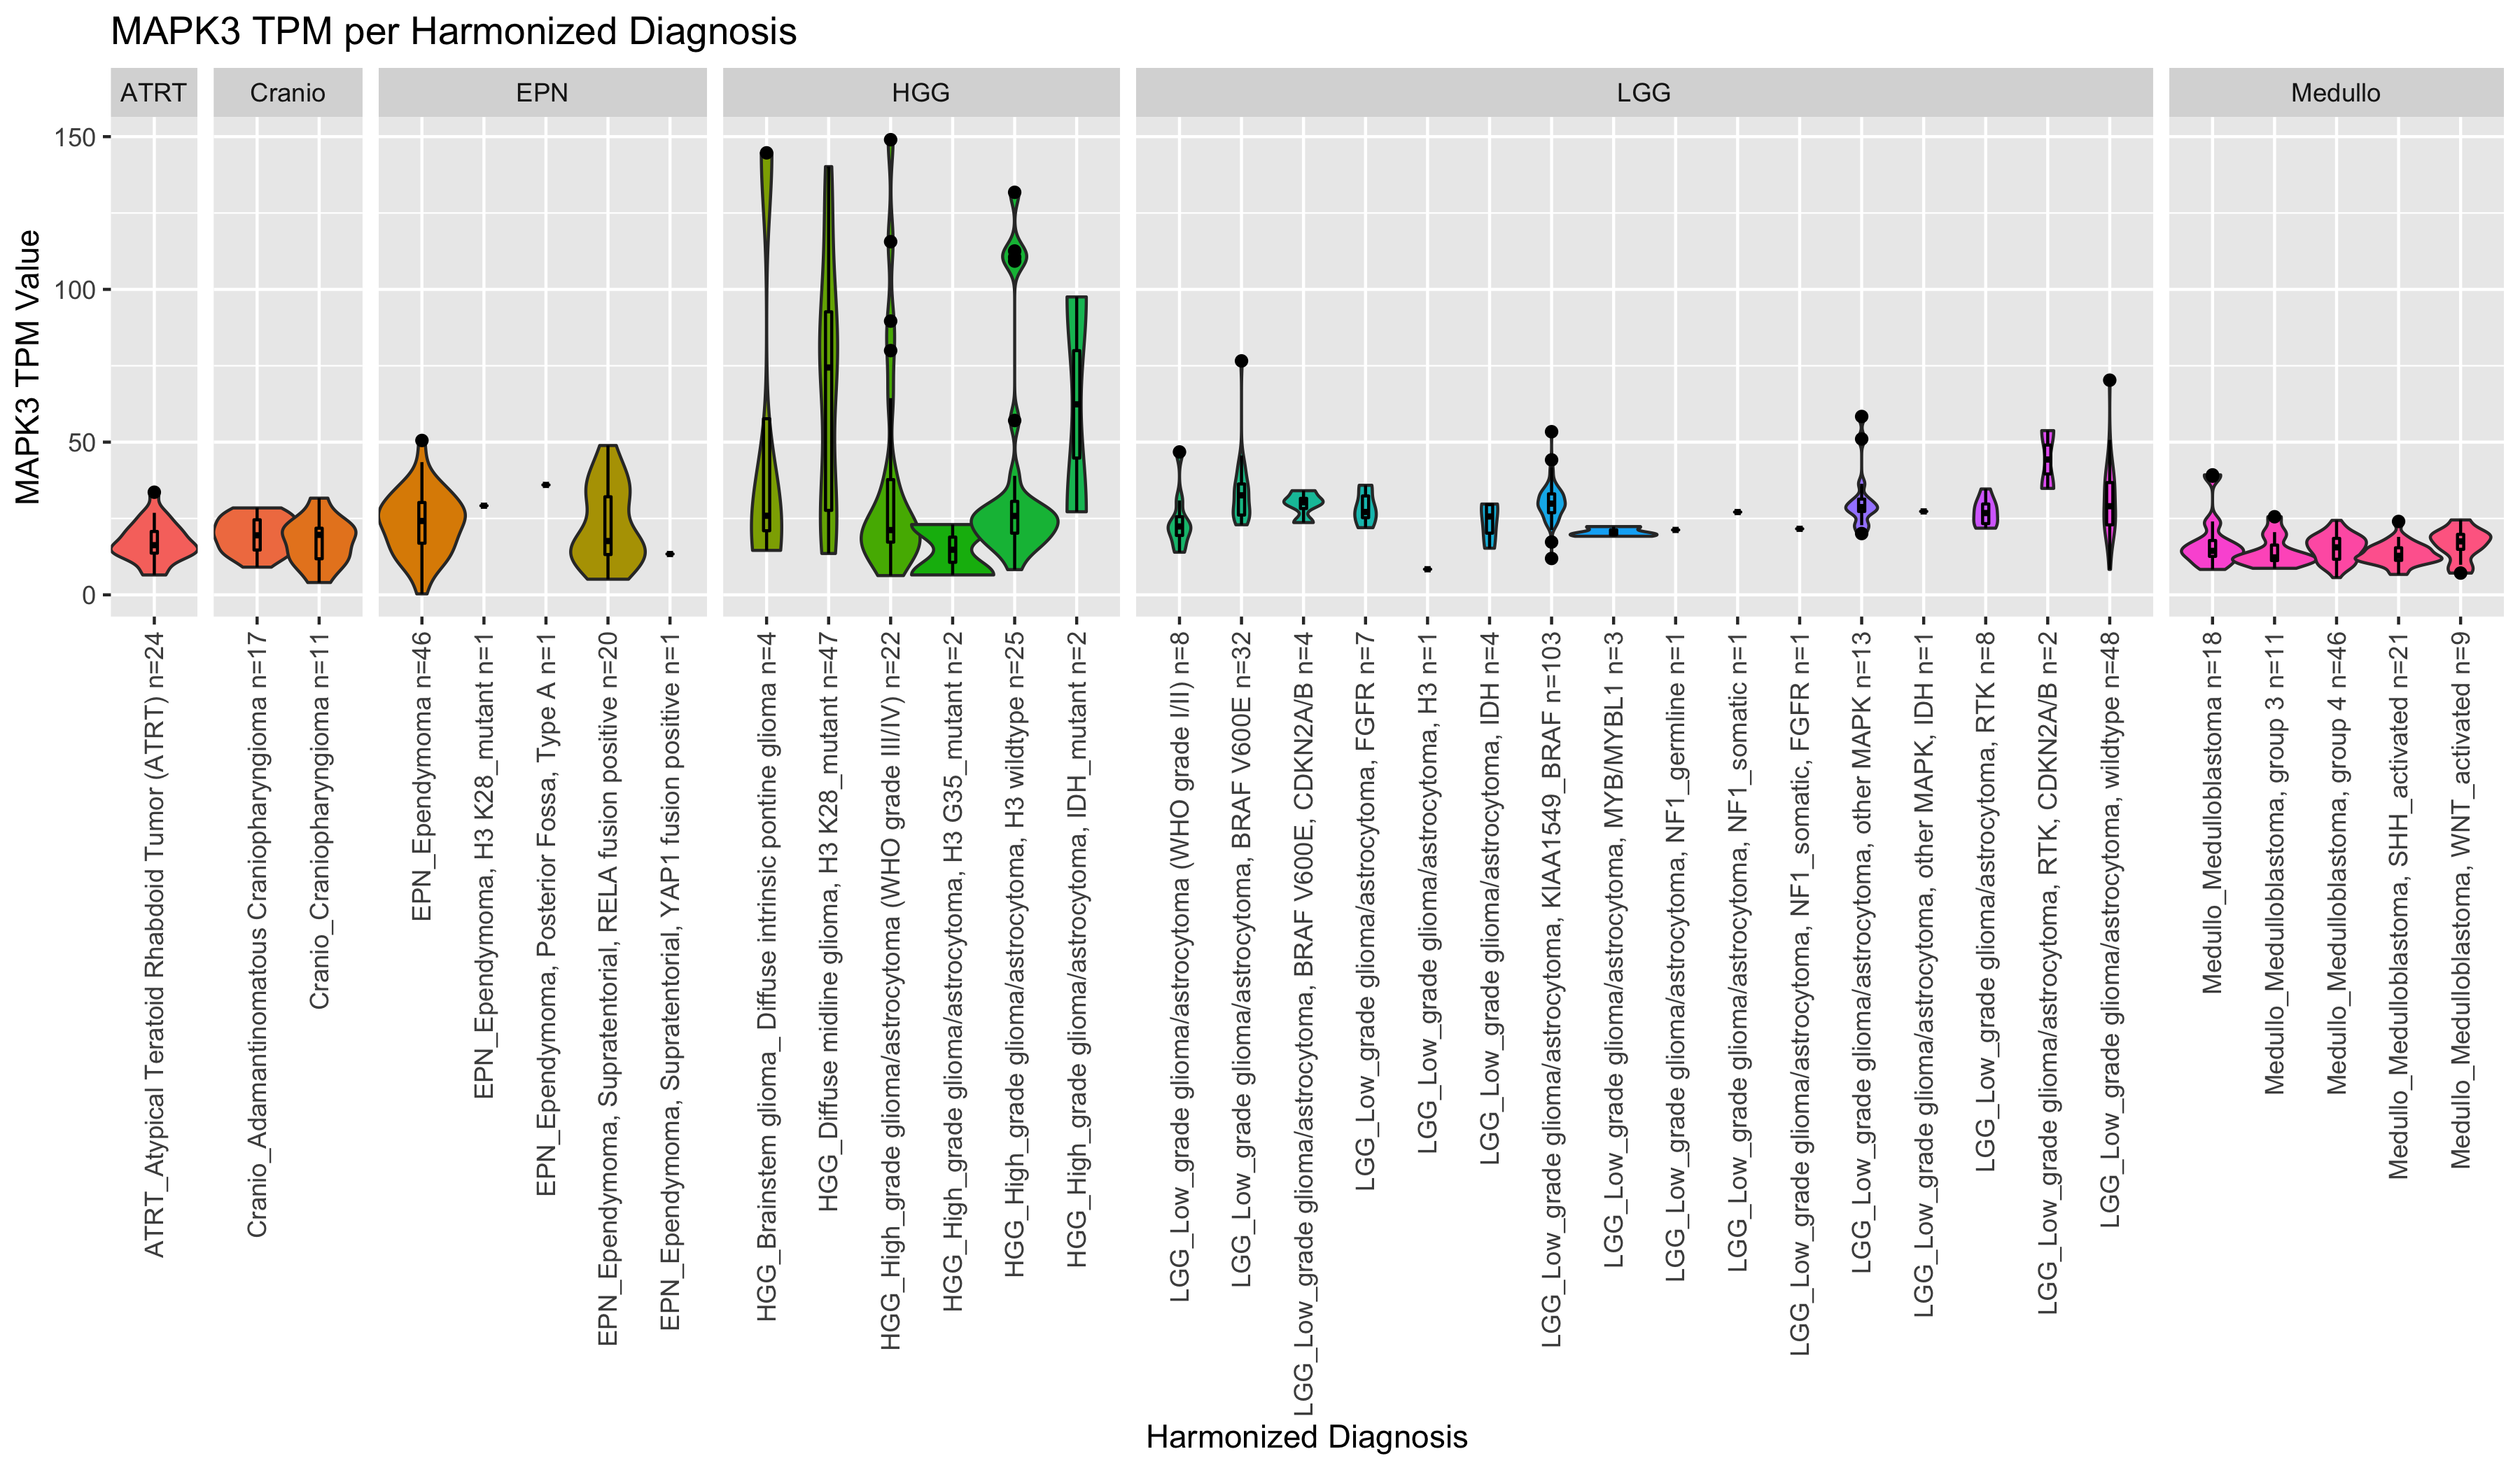 MAPK3 TPM per Harmonized Diagnosis
ATRT
Cranio
EPN
HGG
LGG
Medullo
MAPK3 TPM Value
150
100
50
0
ATRT_Atypical Teratoid Rhabdoid Tumor (ATRT) n=24
Cranio_Adamantinomatous Craniopharyngioma n=17
Cranio_Craniopharyngioma n=11
EPN_Ependymoma n=46
EPN_Ependymoma, H3 K28_mutant n=1
EPN_Ependymoma, Posterior Fossa, Type A n=1
EPN_Ependymoma, Supratentorial, RELA fusion positive n=20
EPN_Ependymoma, Supratentorial, YAP1 fusion positive n=1
HGG_Brainstem glioma_ Diffuse intrinsic pontine glioma n=4
HGG_Diffuse midline glioma, H3 K28_mutant n=47
HGG_High_grade glioma/astrocytoma (WHO grade III/IV) n=22
HGG_High_grade glioma/astrocytoma, H3 G35_mutant n=2
HGG_High_grade glioma/astrocytoma, H3 wildtype n=25
HGG_High_grade glioma/astrocytoma, IDH_mutant n=2
LGG_Low_grade glioma/astrocytoma (WHO grade I/II) n=8
LGG_Low_grade glioma/astrocytoma, BRAF V600E n=32
LGG_Low_grade glioma/astrocytoma, BRAF V600E, CDKN2A/B n=4
LGG_Low_grade glioma/astrocytoma, FGFR n=7
LGG_Low_grade glioma/astrocytoma, H3 n=1
LGG_Low_grade glioma/astrocytoma, IDH n=4
LGG_Low_grade glioma/astrocytoma, KIAA1549_BRAF n=103
LGG_Low_grade glioma/astrocytoma, MYB/MYBL1 n=3
LGG_Low_grade glioma/astrocytoma, NF1_germline n=1
LGG_Low_grade glioma/astrocytoma, NF1_somatic n=1
LGG_Low_grade glioma/astrocytoma, NF1_somatic, FGFR n=1
LGG_Low_grade glioma/astrocytoma, other MAPK n=13
LGG_Low_grade glioma/astrocytoma, other MAPK, IDH n=1
LGG_Low_grade glioma/astrocytoma, RTK n=8
LGG_Low_grade glioma/astrocytoma, RTK, CDKN2A/B n=2
LGG_Low_grade glioma/astrocytoma, wildtype n=48
Medullo_Medulloblastoma n=18
Medullo_Medulloblastoma, group 3 n=11
Medullo_Medulloblastoma, group 4 n=46
Medullo_Medulloblastoma, SHH_activated n=21
Medullo_Medulloblastoma, WNT_activated n=9
Harmonized Diagnosis